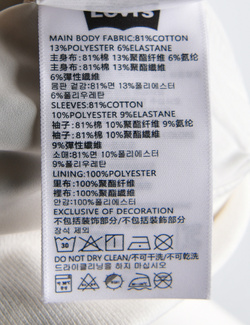 LEVI'S
MAIN BODY FABRIC:81%COTTON
13%POLYESTER 6%ELASTANE
主身布:81%棉 13%聚酯纤维 6%氨纶
主身布:81%棉 13%聚酯纖維
6%彈性纖維
몸판 겉감:81%면 13%폴리에스터
6%폴리우레탄
SLEEVES:81%COTTON
10%POLYESTER 9%ELASTANE
袖子:81%棉 10%聚酯纤维 9%氨纶
袖子:81%棉 10%聚酯纖維
9%彈性纖維
소매:81%면 10%폴리에스터
9%폴리우레탄
LINING:100%POLYESTER
里布:100%聚酯纤维
裡布:100%聚酯纖維
안감:100%폴리에스터
EXCLUSIVE OF DECORATION
不包括装饰部分/不包括裝飾部分
장식 제외
30
DO NOT DRY CLEAN/不可干洗/不可乾洗
드라이클리닝을 하지 마십시오